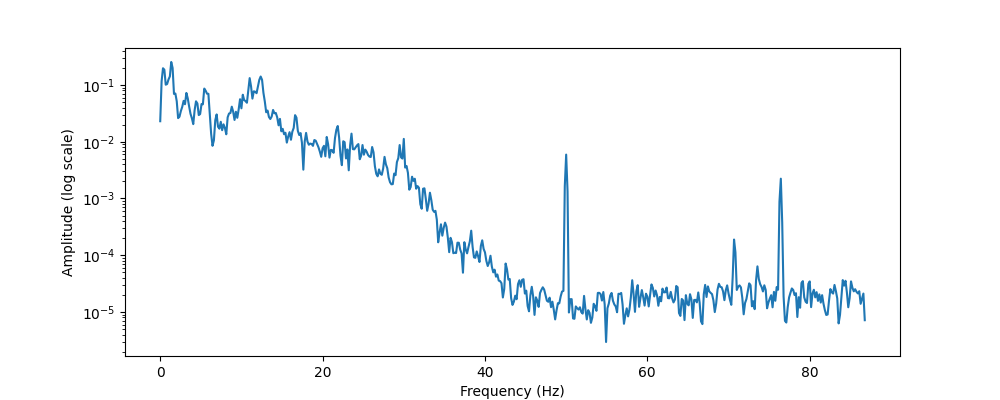 Amplitude (log scale)
10⁻¹
10⁻²
10⁻³
10⁻⁴
10⁻⁵
0 20 40 60 80
Frequency (Hz)